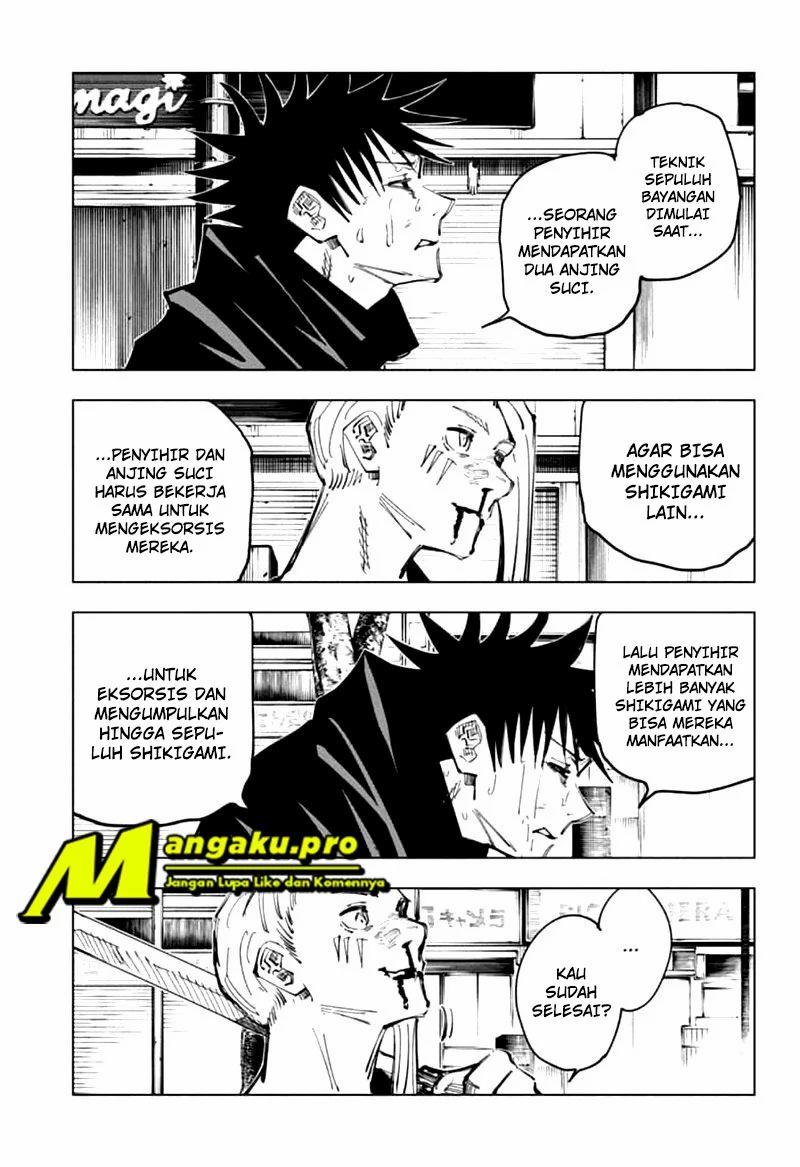 nagi
TEKNIK
SEPULUH
BAYANGAN
DIMULAI
SAAT...
...SEORANG
PENYIHIR
MENDAPATKAN
DUA ANJING
SUCI.
AGAR BISA
MENGGUNAKAN
SHIKIGAMI
LAIN...
...PENYIHIR DAN
ANJING SUCI
HARUS BEKERJA
SAMA UNTUK
MENGEKSORSIS
MEREKA.
LALU PENYIHIR
MENDAPATKAN
LEBIH BANYAK
SHIKIGAMI YANG
BISA MEREKA
MANFAATKAN...
...UNTUK
EKSORSIS DAN
MENGUMPULKAN
HINGGA SEPU-
LUH SHIKIGAMI.
Mangaku.pro
Jangan Lupa Like dan Komennya
...
KAU
SUDAH
SELESAI?